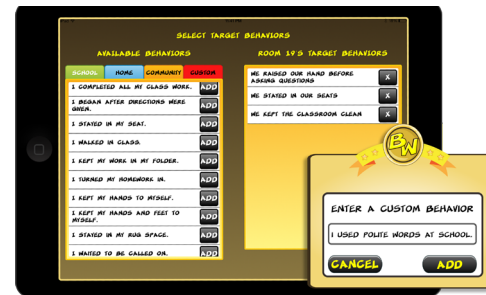 SELECT TARGET BEHAVIORS
AVAILABLE BEHAVIORS
ROOM 19'S TARGET BEHAVIORS
SCHOOL HOME COMMUNITY CUSTOM
I COMPLETED ALL MY CLASS WORK. ADD
I BEGAN AFTER DIRECTIONS WERE
GIVEN. ADD
I STAYED IN MY SEAT. ADD
I WALKED IN CLASS. ADD
I KEPT MY WORK IN MY FOLDER. ADD
I TURNED MY HOMEWORK IN. ADD
I KEPT MY HANDS TO MYSELF. ADD
I KEPT MY HANDS AND FEET TO
MYSELF. ADD
I STAYED IN MY RUG SPACE. ADD
I WAITED TO BE CALLED ON. ADD
WE RAISED OUR HAND BEFORE
ASKING QUESTIONS X
WE STAYED IN OUR SEATS X
WE KEPT THE CLASSROOM CLEAN X
BW
ENTER A CUSTOM BEHAVIOR
I USED POLITE WORDS AT SCHOOL.
CANCEL ADD